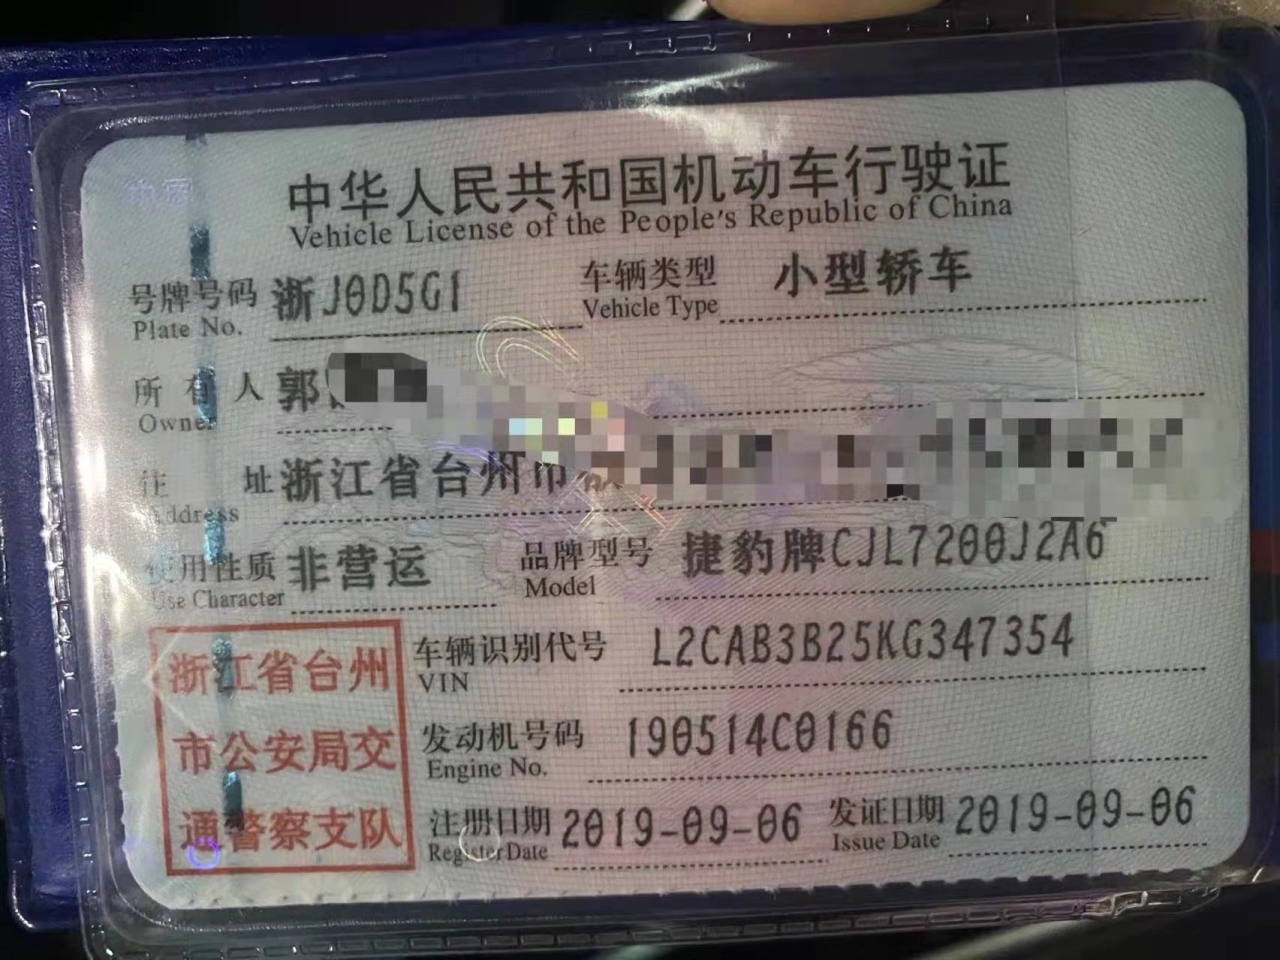 中华人民共和国机动车行驶证
Vehicle License of the People's Republic of China
号牌号码 浙J0D5G1 车辆类型 小型轿车
Plate No. Vehicle Type
所有人 郭
Owner
住址 浙江省台州市
Address
使用性质 非营运 品牌型号 捷豹牌CJL7200J2A6
Use Character Model
车辆识别代号 L2CAB3B25KG347354
VIN
发动机号码 190514C0166
Engine No.
注册日期 2019-09-06 发证日期 2019-09-06
Register Date Issue Date
浙江省台州
市公安局交
通警察支队